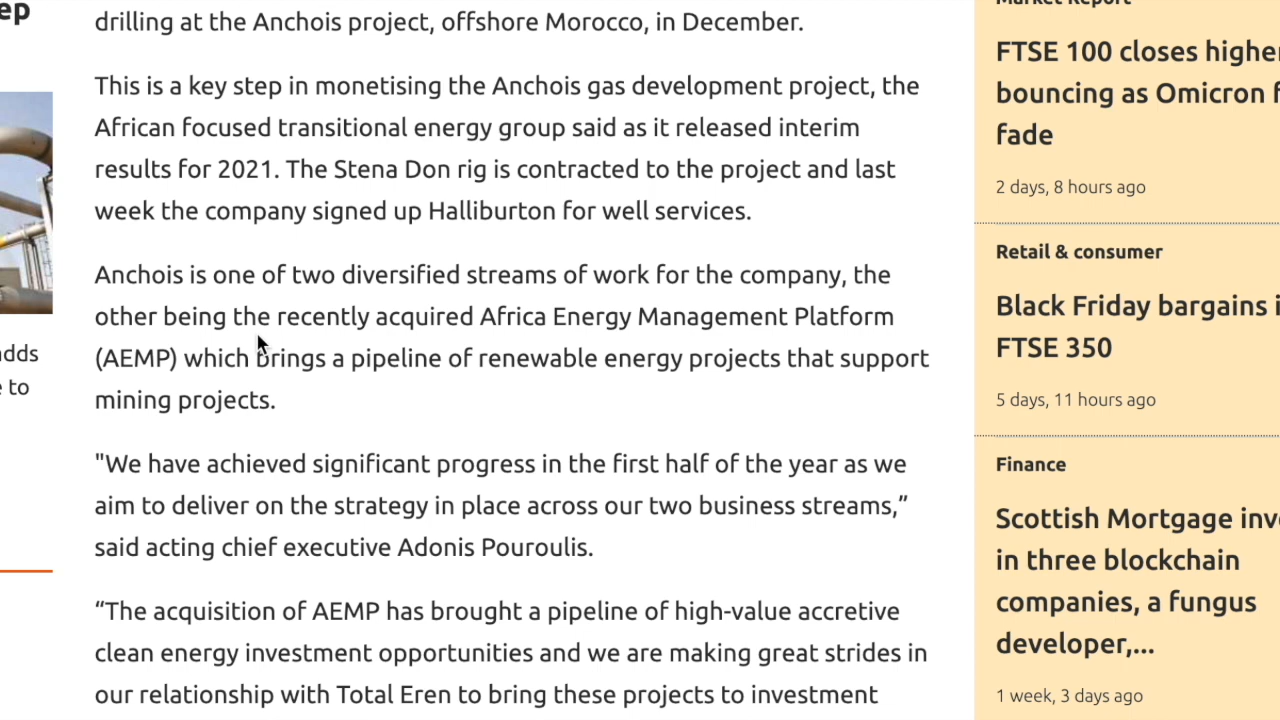 ep
adds
e to
drilling at the Anchois project, offshore Morocco, in December.
This is a key step in monetising the Anchois gas development project, the
African focused transitional energy group said as it released interim
results for 2021. The Stena Don rig is contracted to the project and last
week the company signed up Halliburton for well services.
Anchois is one of two diversified streams of work for the company, the
other being the recently acquired Africa Energy Management Platform
(AEMP) which brings a pipeline of renewable energy projects that support
mining projects.
"We have achieved significant progress in the first half of the year as we
aim to deliver on the strategy in place across our two business streams,”
said acting chief executive Adonis Pouroulis.
“The acquisition of AEMP has brought a pipeline of high-value accretive
clean energy investment opportunities and we are making great strides in
our relationship with Total Eren to bring these projects to investment
Market Report
FTSE 100 closes higher
bouncing as Omicron f
fade
2 days, 8 hours ago
Retail & consumer
Black Friday bargains i
FTSE 350
5 days, 11 hours ago
Finance
Scottish Mortgage inv
in three blockchain
companies, a fungus
developer,...
1 week, 3 days ago